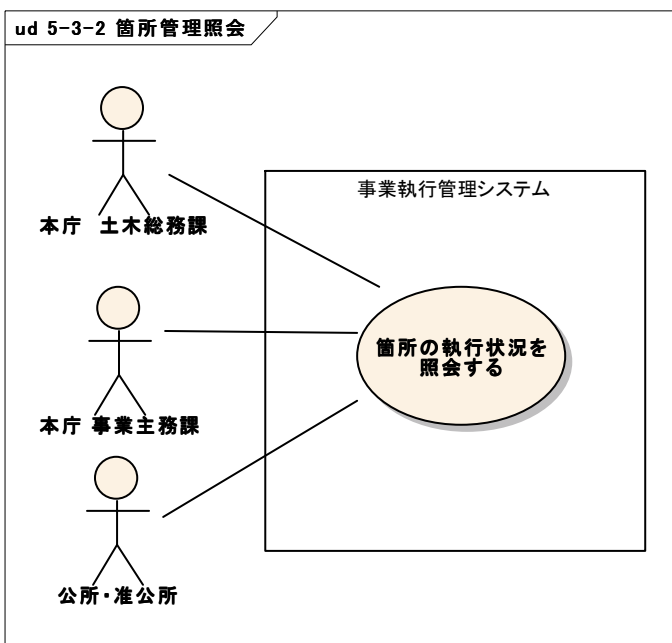 ud 5-3-2 箇所管理照会
事業執行管理システム
本庁　土木総務課
箇所の執行状況を
照会する
本庁 事業主務課
公所・准公所